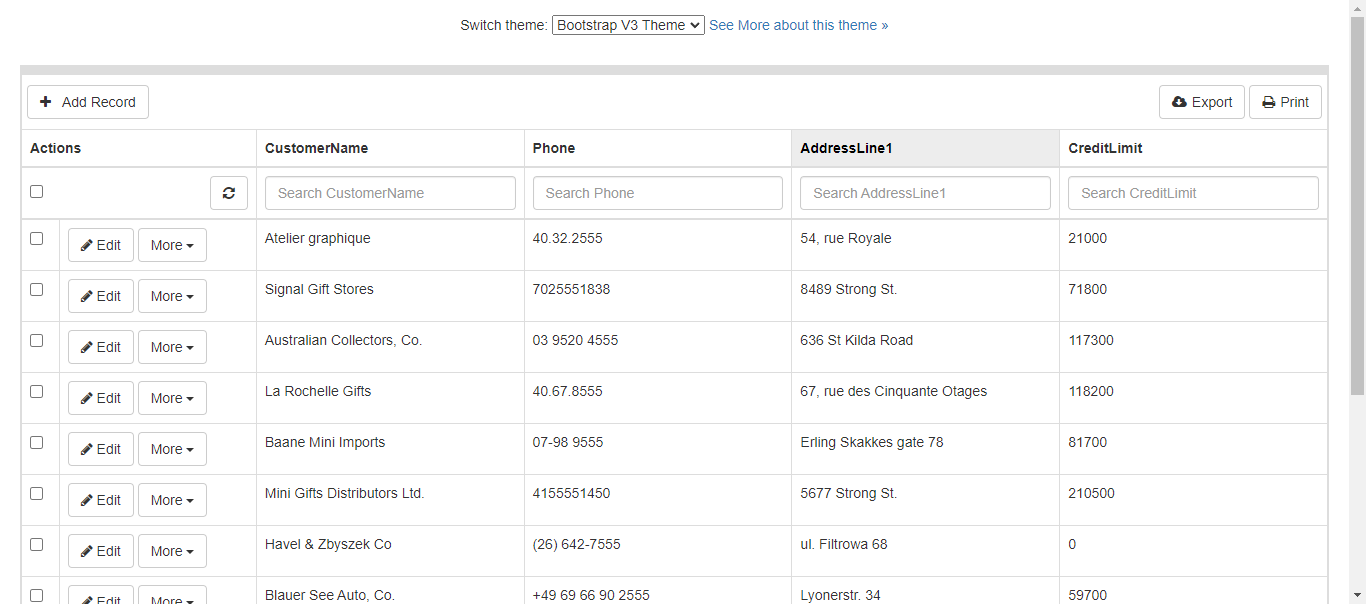 Switch theme: Bootstrap V3 Theme See More about this theme »
Add Record Export Print
Actions CustomerName Phone AddressLine1 CreditLimit
Search CustomerName Search Phone Search AddressLine1 Search CreditLimit
Edit More Atelier graphique 40.32.2555 54, rue Royale 21000
Edit More Signal Gift Stores 7025551838 8489 Strong St. 71800
Edit More Australian Collectors, Co. 03 9520 4555 636 St Kilda Road 117300
Edit More La Rochelle Gifts 40.67.8555 67, rue des Cinquante Otages 118200
Edit More Baane Mini Imports 07-98 9555 Erling Skakkes gate 78 81700
Edit More Mini Gifts Distributors Ltd. 4155551450 5677 Strong St. 210500
Edit More Havel & Zbyszek Co (26) 642-7555 ul. Filtrowa 68 0
Edit More Blauer See Auto, Co. +49 69 66 90 2555 Lyonerstr. 34 59700